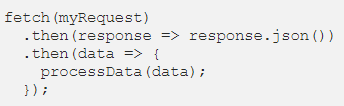 fetch(myRequest)
  .then(response => response.json())
  .then(data => {
    processData(data);
  });